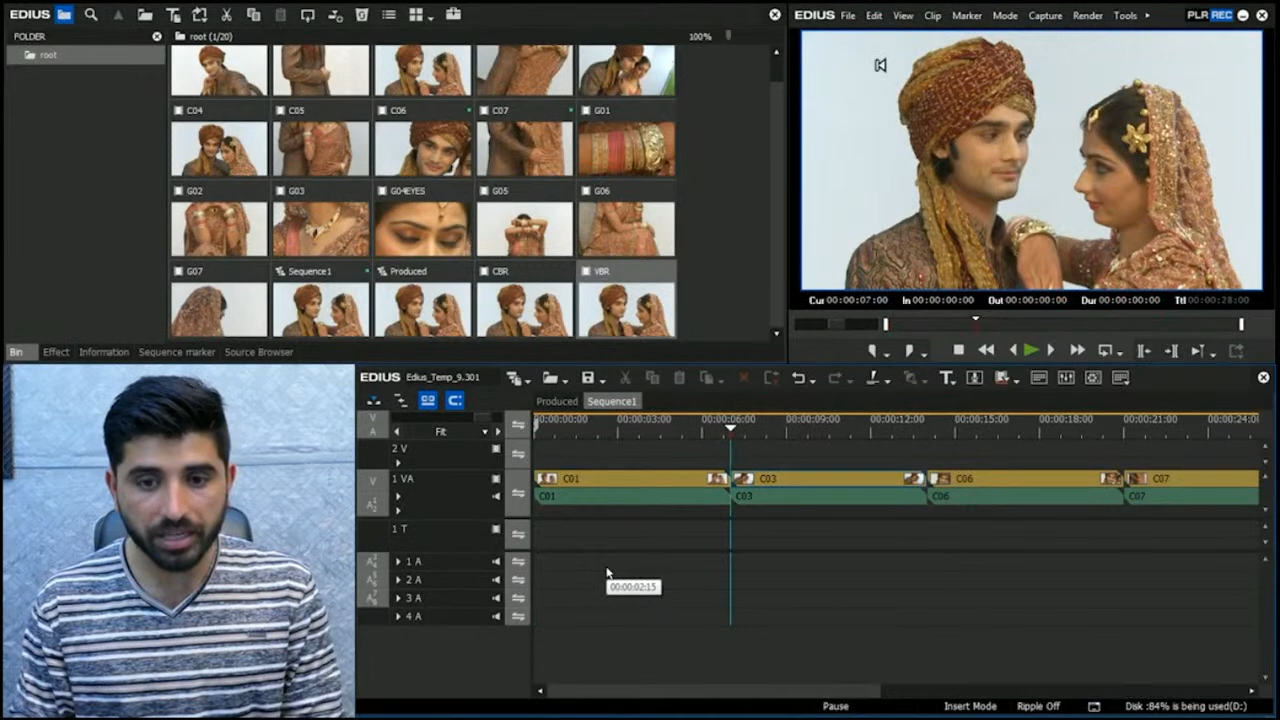 EDIUS
FOLDER
root (1/20)
100%
root
C04
C05
C06
C07
G01
G02
G03
G04EYES
G05
G06
G07
Sequence1
Produced
CBR
VBR
Bin
Effect
Information
Sequence marker
Source Browser
EDIUS File Edit View Clip Marker Mode Capture Render Tools
PLR REC
Cur 00:00:07:00 In 00:00:00:00 Out 00:00:00:00 Dur 00:00:00:00 Ttl 00:00:28:00
EDIUS Edius_Temp_9.301
Produced Sequence1
V
A
Fit
00:00:00:00 00:00:03:00 00:00:06:00 00:00:09:00 00:00:12:00 00:00:15:00 00:00:18:00 00:00:21:00 00:00:24:00
2 V
V 1 VA C01 C03 C06 C07
C01 C03 C06 C07
1 T
1 A
2 A
3 A
4 A
00:00:02:15
Pause
Insert Mode
Ripple Off
Disk :84% is being used(D:)